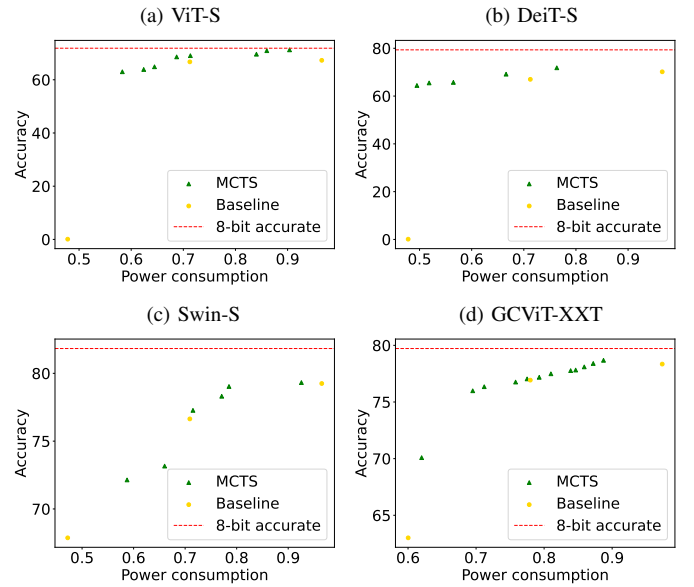 (a) ViT-S
(b) DeiT-S
60
40
20
0
Accuracy
MCTS
Baseline
8-bit accurate
0.5 0.6 0.7 0.8 0.9
Power consumption
80
60
40
20
0
Accuracy
MCTS
Baseline
8-bit accurate
0.5 0.6 0.7 0.8 0.9
Power consumption
(c) Swin-S
(d) GCViT-XXT
80
75
70
Accuracy
MCTS
Baseline
8-bit accurate
0.5 0.6 0.7 0.8 0.9
Power consumption
80
75
70
65
Accuracy
MCTS
Baseline
8-bit accurate
0.6 0.7 0.8 0.9
Power consumption